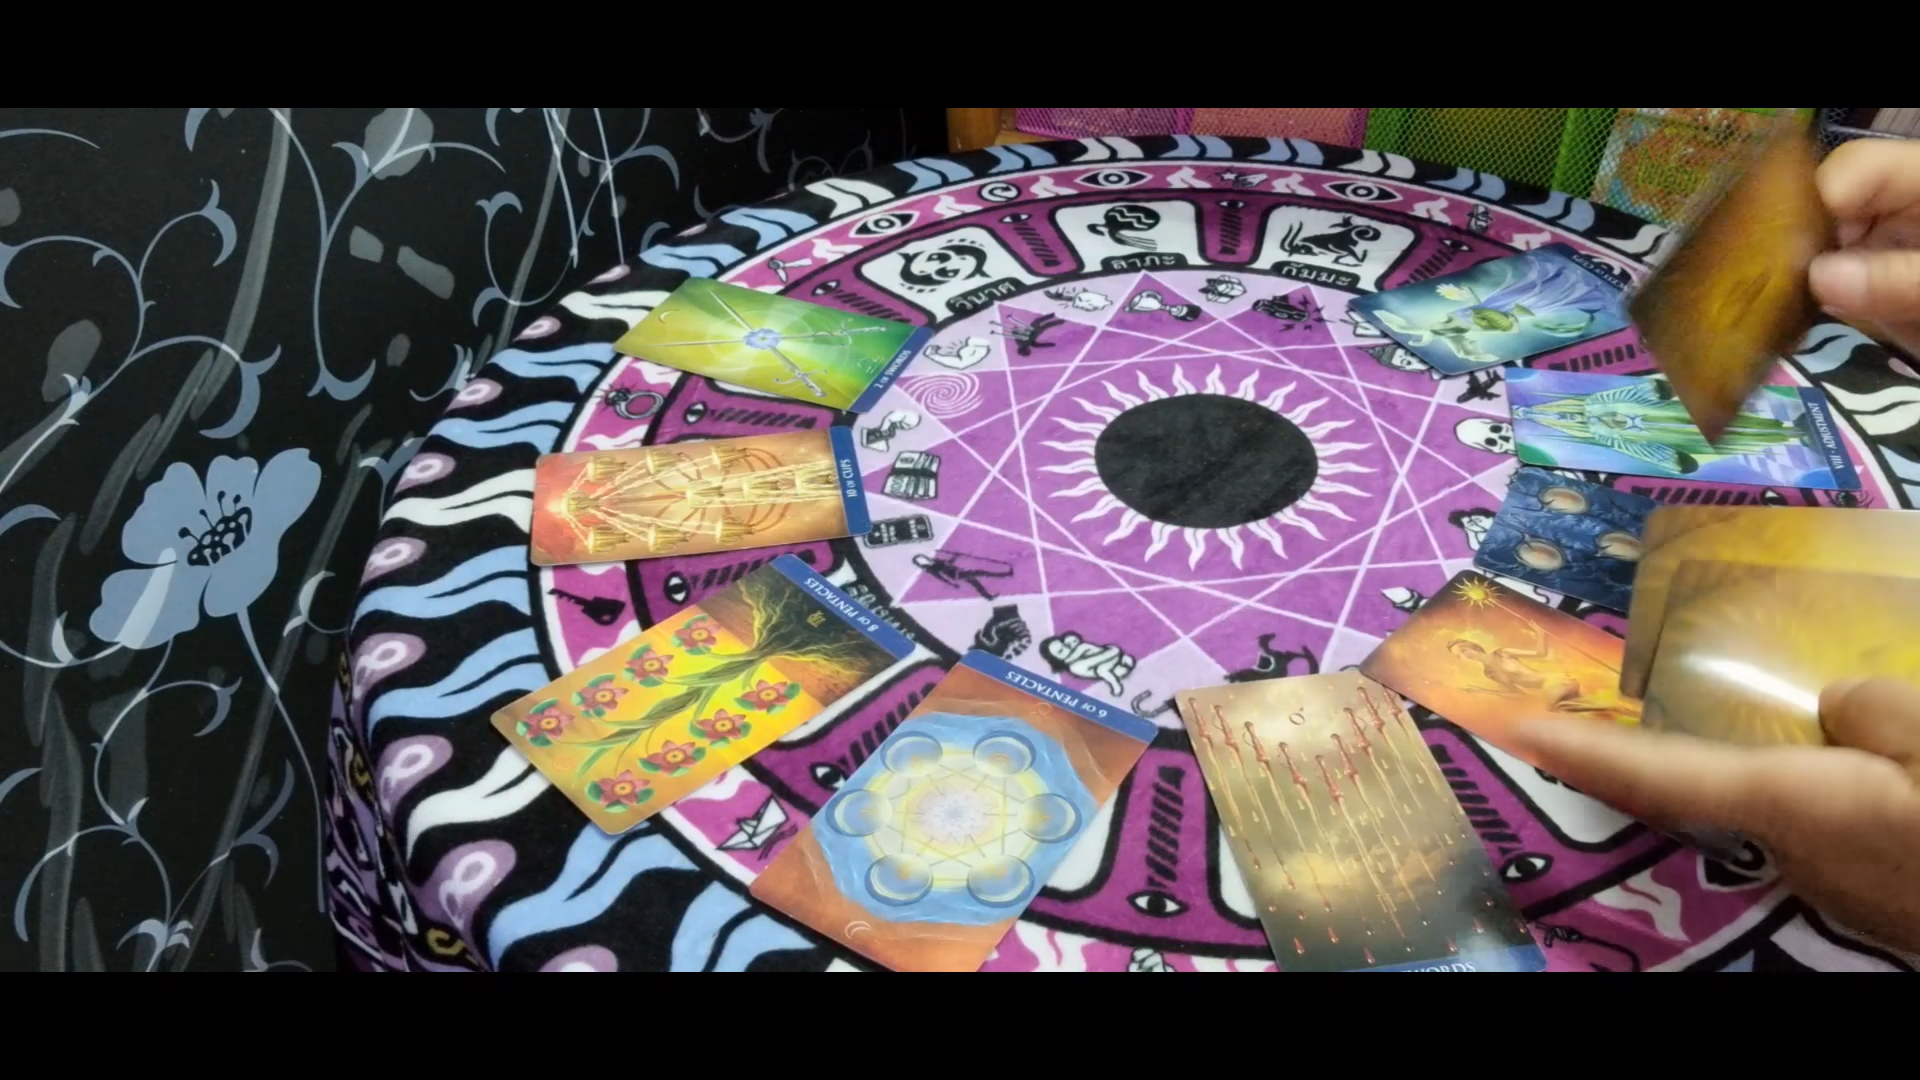 วินาศ
ลาภะ
กัมมะ
2 OF SWORDS
VIII - ADJUSTMENT
10 OF CUPS
8 OF PENTACLES
6 OF PENTACLES